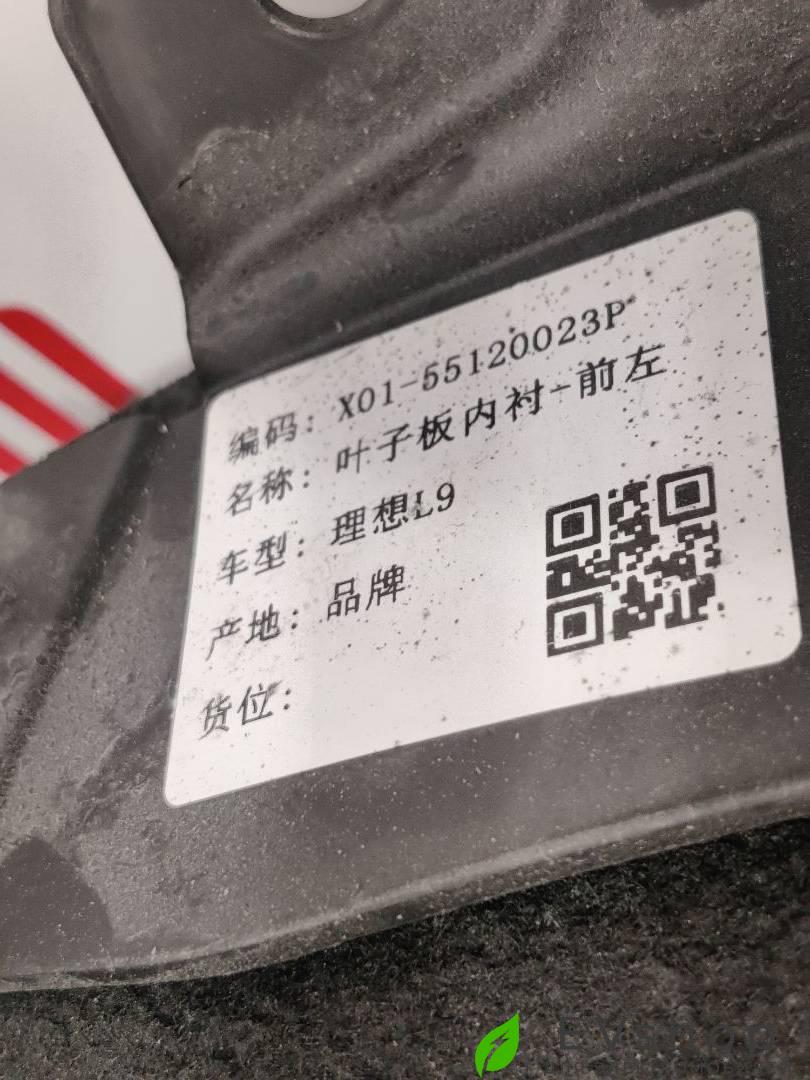 编码: X01-55120023P
名称: 叶子板内衬-前左
车型: 理想L9
产地: 品牌
货位: